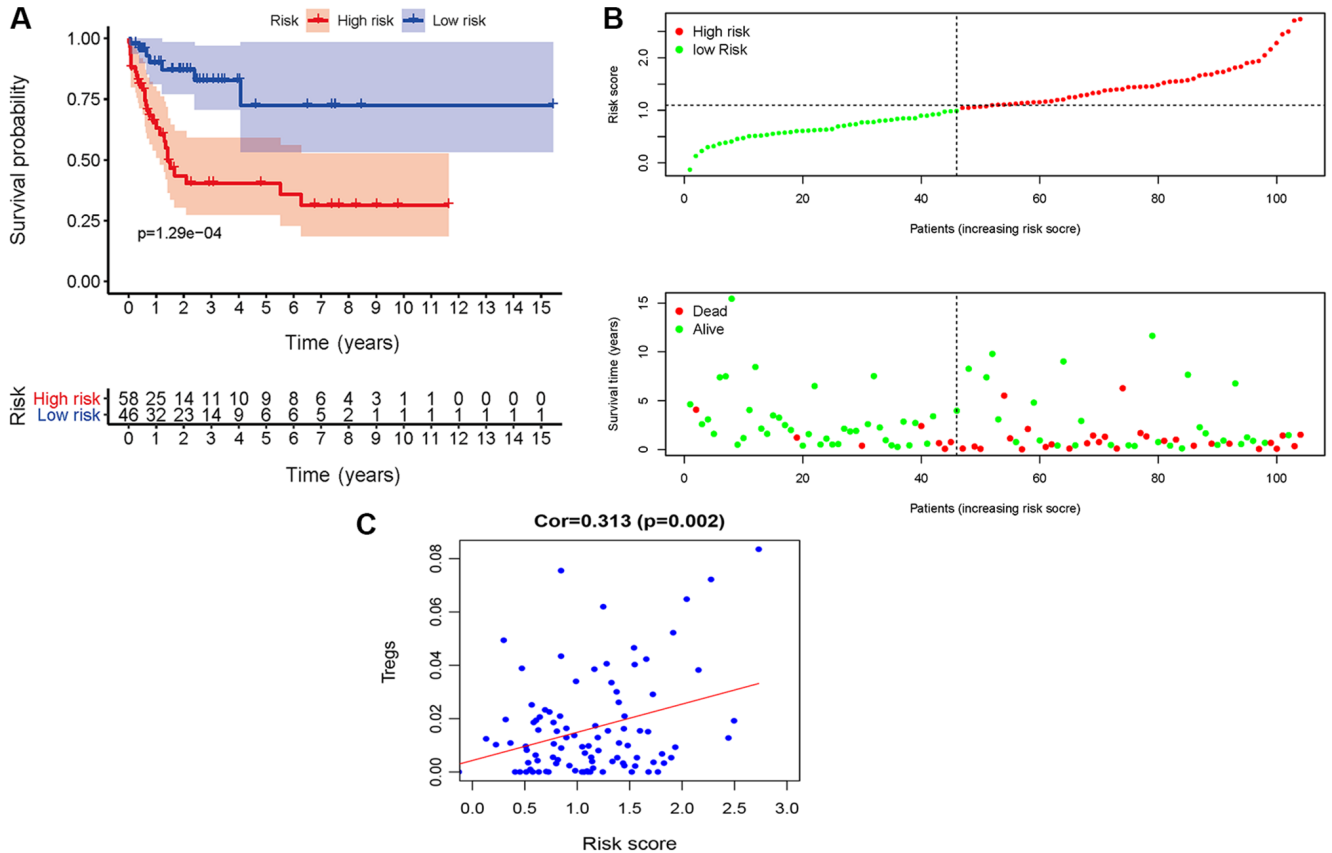 A
Risk High risk Low risk
1.00
0.75
0.50
0.25
0.00
Survival probability
p=1.29e−04
0 1 2 3 4 5 6 7 8 9 10 11 12 13 14 15
Time (years)
Risk
High risk 58 25 14 11 10 9 8 6 4 3 1 1 0 0 0 0
Low risk 46 32 23 14 9 6 6 5 2 1 1 1 1 1 1 1
0 1 2 3 4 5 6 7 8 9 10 11 12 13 14 15
Time (years)
B
High risk
low Risk
Risk score
2.0
1.0
0.0
0 20 40 60 80 100
Patients (increasing risk socre)
Dead
Alive
Survival time (years)
15
10
5
0
0 20 40 60 80 100
Patients (increasing risk socre)
C
Cor=0.313 (p=0.002)
Tregs
0.08
0.06
0.04
0.02
0.00
0.0 0.5 1.0 1.5 2.0 2.5 3.0
Risk score